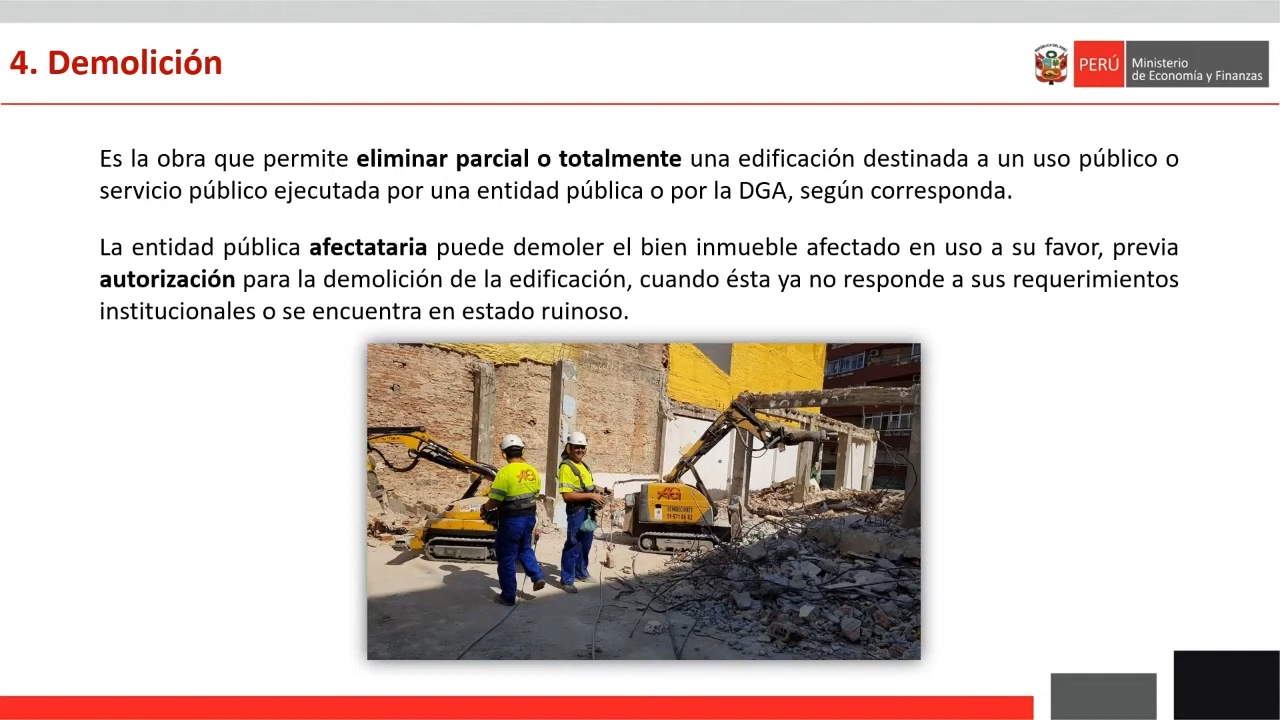 4. Demolición
PERÚ
Ministerio
de Economía y Finanzas
Es la obra que permite eliminar parcial o totalmente una edificación destinada a un uso público o
servicio público ejecutada por una entidad pública o por la DGA, según corresponda.
La entidad pública afectataria puede demoler el bien inmueble afectado en uso a su favor, previa
autorización para la demolición de la edificación, cuando ésta ya no responde a sus requerimientos
institucionales o se encuentra en estado ruinoso.
DEMOLICIONES